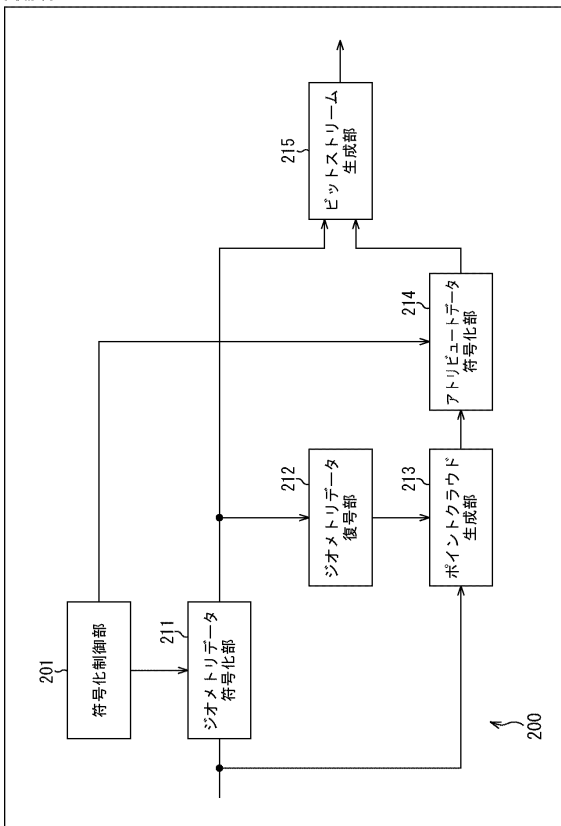 201
符号化制御部
211
ジオメトリデータ
符号化部
212
ジオメトリデータ
復号部
213
ポイントクラウド
生成部
214
アトリビュートデータ
符号化部
215
ビットストリーム
生成部
200